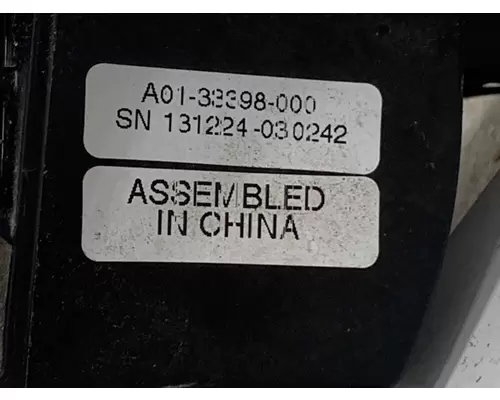 A01-33398-000
SN 131224-030242
ASSEMBLED
IN CHINA